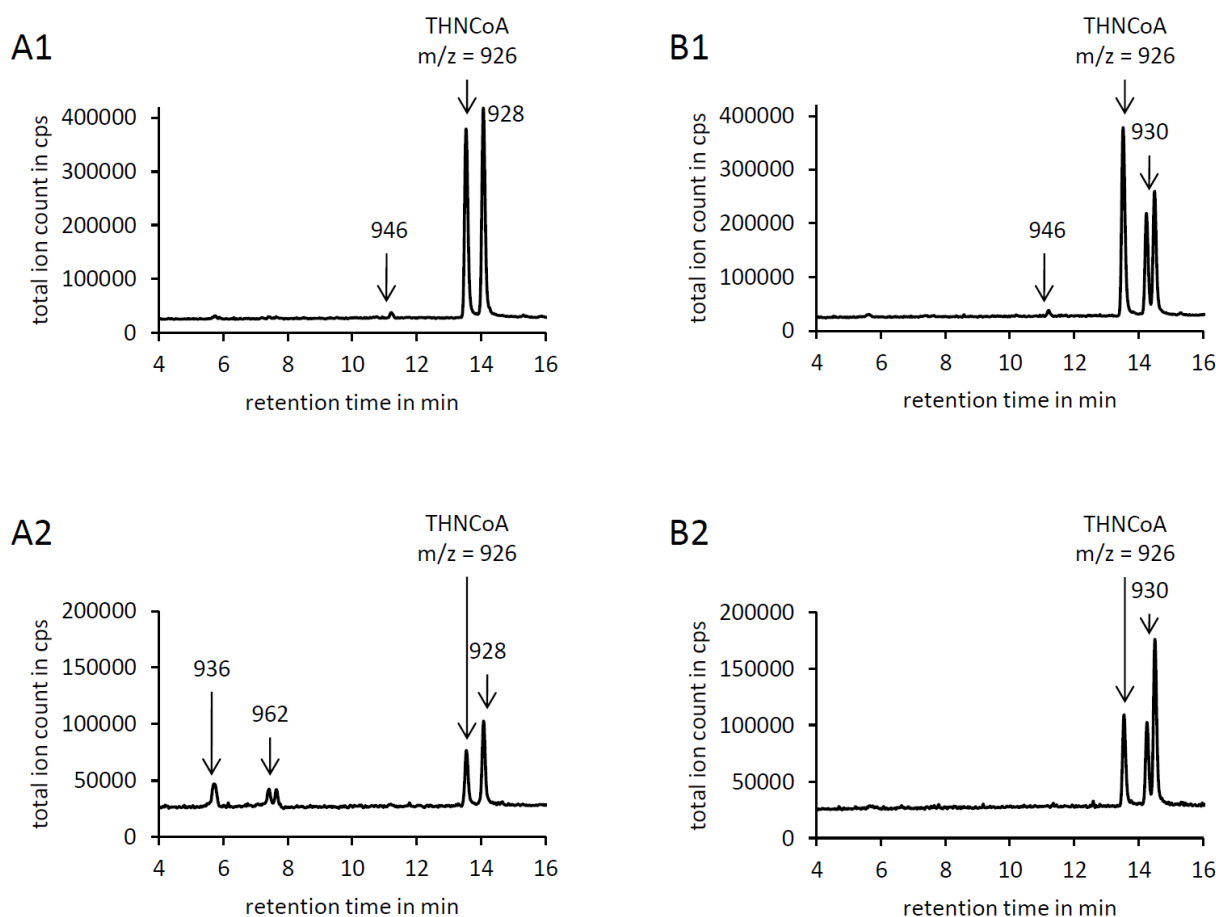 A1
THNCoA
m/z = 926
928
946
total ion count in cps
400000
300000
200000
100000
0
4 6 8 10 12 14 16
retention time in min
B1
THNCoA
m/z = 926
930
946
total ion count in cps
400000
300000
200000
100000
0
4 6 8 10 12 14 16
retention time in min
A2
THNCoA
m/z = 926
928
936
962
total ion count in cps
200000
150000
100000
50000
0
4 6 8 10 12 14 16
retention time in min
B2
THNCoA
m/z = 926
930
total ion count in cps
200000
150000
100000
50000
0
4 6 8 10 12 14 16
retention time in min